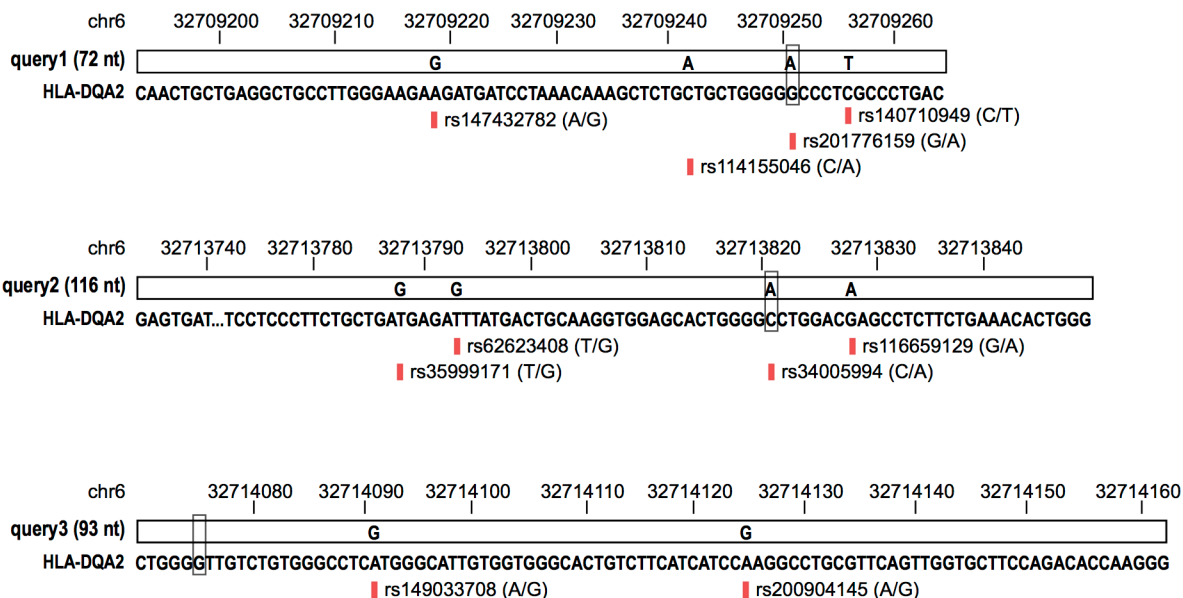 chr6 32709200 32709210 32709220 32709230 32709240 32709250 32709260
query1 (72 nt) G A A T
HLA-DQA2 CAACTGCTGAGGCTGCCTTGGGAAGAAGATGATCCTAAACAAAGCTCTGCTGCTGGGGGCCCTCGCCCTGAC
rs147432782 (A/G) rs140710949 (C/T)
rs201776159 (G/A)
rs114155046 (C/A)
chr6 32713740 32713780 32713790 32713800 32713810 32713820 32713830 32713840
query2 (116 nt) G G A A
HLA-DQA2 GAGTGAT...TCCTCCCTTCTGCTGATGAGATTTATGACTGCAAGGTGGAGCACTGGGGCCTGGACGAGCCTCTTCTGAAACACTGGG
rs62623408 (T/G) rs116659129 (G/A)
rs35999171 (T/G) rs34005994 (C/A)
chr6 32714080 32714090 32714100 32714110 32714120 32714130 32714140 32714150 32714160
query3 (93 nt) G G
HLA-DQA2 CTGGGGTTGTCTGTGGGCCTCATGGGCATTGTGGTGGGCACTGTCTTCATCATCCAAGGCCTGCGTTCAGTTGGTGCTTCCAGACACCAAGGG
rs149033708 (A/G) rs200904145 (A/G)